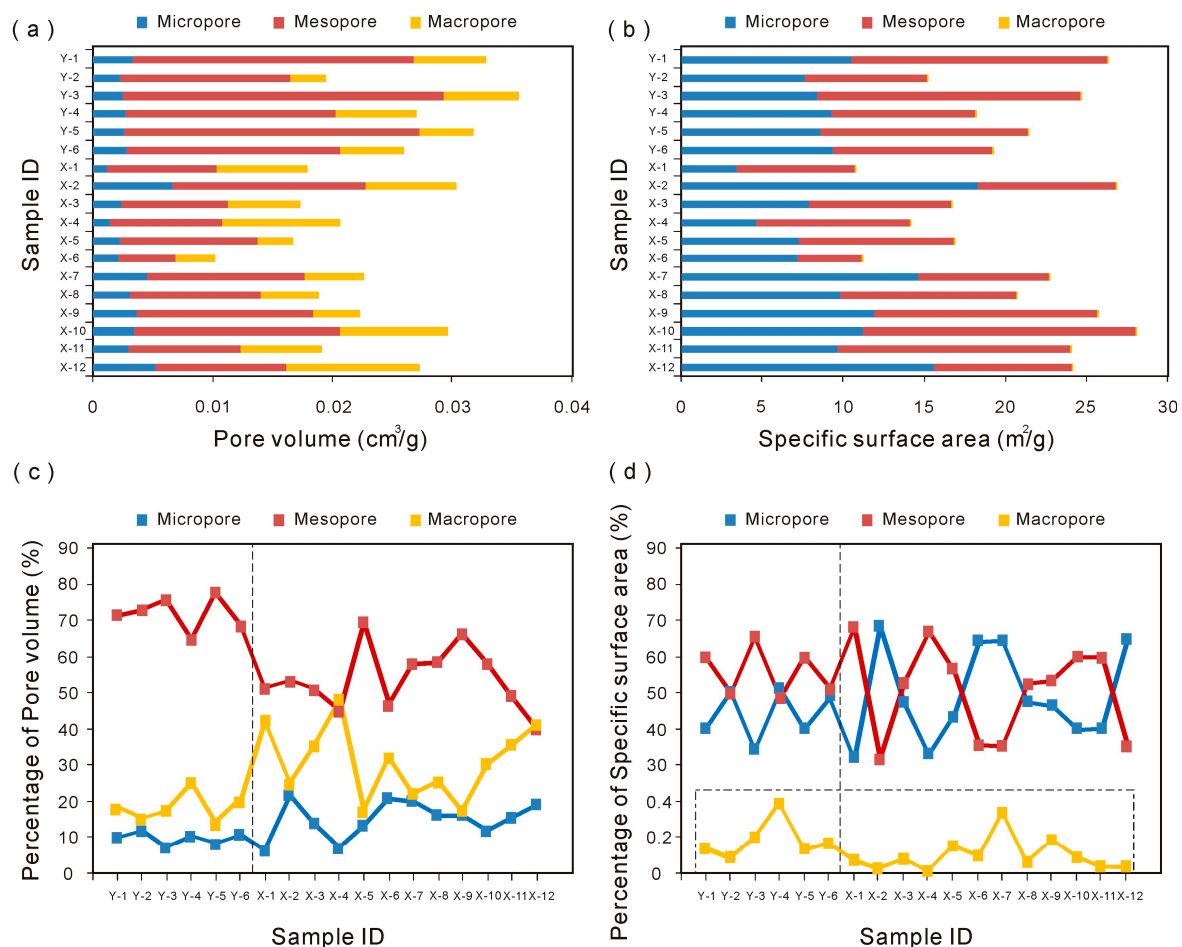 ( a )
Micropore Mesopore Macropore
Sample ID
Y-1
Y-2
Y-3
Y-4
Y-5
Y-6
X-1
X-2
X-3
X-4
X-5
X-6
X-7
X-8
X-9
X-10
X-11
X-12
0 0.01 0.02 0.03 0.04
Pore volume (cm³/g)
( b )
Micropore Mesopore Macropore
Sample ID
Y-1
Y-2
Y-3
Y-4
Y-5
Y-6
X-1
X-2
X-3
X-4
X-5
X-6
X-7
X-8
X-9
X-10
X-11
X-12
0 5 10 15 20 25 30
Specific surface area (m²/g)
( c )
Micropore Mesopore Macropore
Percentage of Pore volume (%)
90
80
70
60
50
40
30
20
10
0
Y-1 Y-2 Y-3 Y-4 Y-5 Y-6 X-1 X-2 X-3 X-4 X-5 X-6 X-7 X-8 X-9 X-10 X-11 X-12
Sample ID
( d )
Micropore Mesopore Macropore
Percentage of Specific surface area (%)
90
80
70
60
50
40
30
0.4
0.2
0
Y-1 Y-2 Y-3 Y-4 Y-5 Y-6 X-1 X-2 X-3 X-4 X-5 X-6 X-7 X-8 X-9 X-10 X-11 X-12
Sample ID